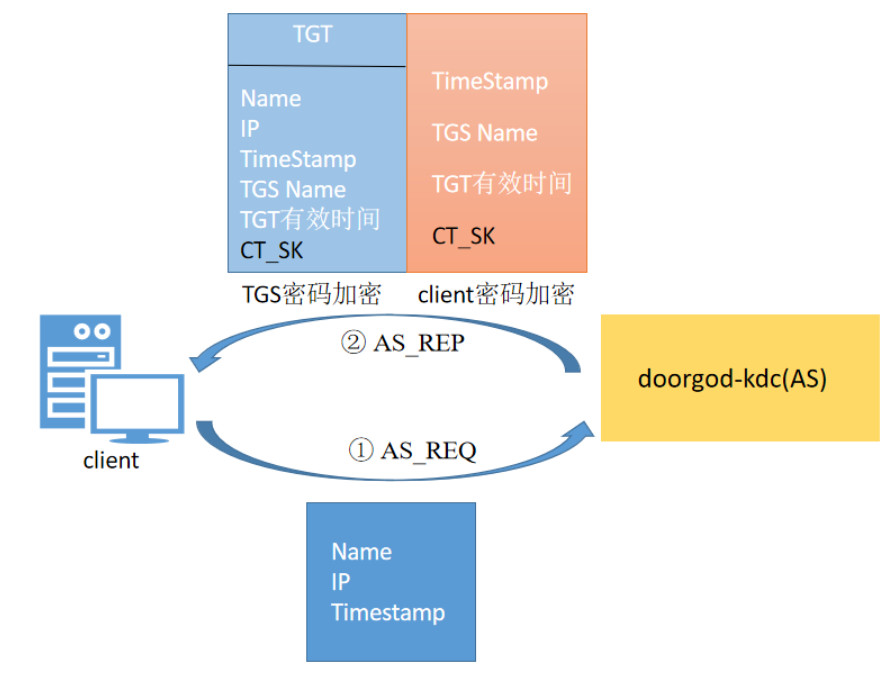 TGT
Name
IP
TimeStamp
TGS Name
TGT有效时间
CT_SK
TimeStamp
TGS Name
TGT有效时间
CT_SK
TGS密码加密
client密码加密
② AS_REP
doorgod-kdc(AS)
client
① AS_REQ
Name
IP
Timestamp